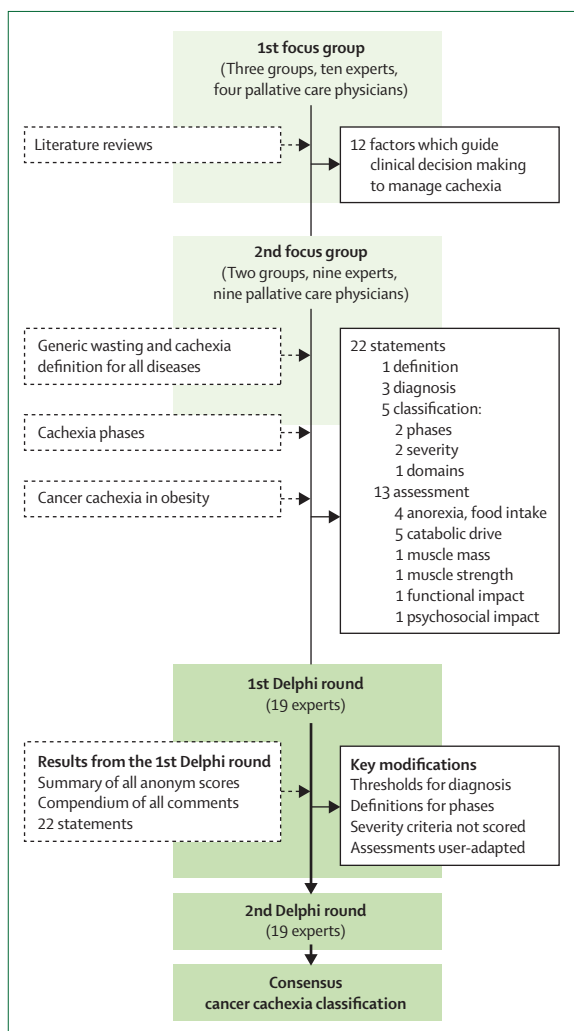 1st focus group
(Three groups, ten experts,
four pallative care physicians)
Literature reviews
12 factors which guide
clinical decision making
to manage cachexia
2nd focus group
(Two groups, nine experts,
nine pallative care physicians)
Generic wasting and cachexia
definition for all diseases
Cachexia phases
Cancer cachexia in obesity
22 statements
1 definition
3 diagnosis
5 classification:
2 phases
2 severity
1 domains
13 assessment
4 anorexia, food intake
5 catabolic drive
1 muscle mass
1 muscle strength
1 functional impact
1 psychosocial impact
1st Delphi round
(19 experts)
Results from the 1st Delphi round
Summary of all anonym scores
Compendium of all comments
22 statements
Key modifications
Thresholds for diagnosis
Definitions for phases
Severity criteria not scored
Assessments user-adapted
2nd Delphi round
(19 experts)
Consensus
cancer cachexia classification